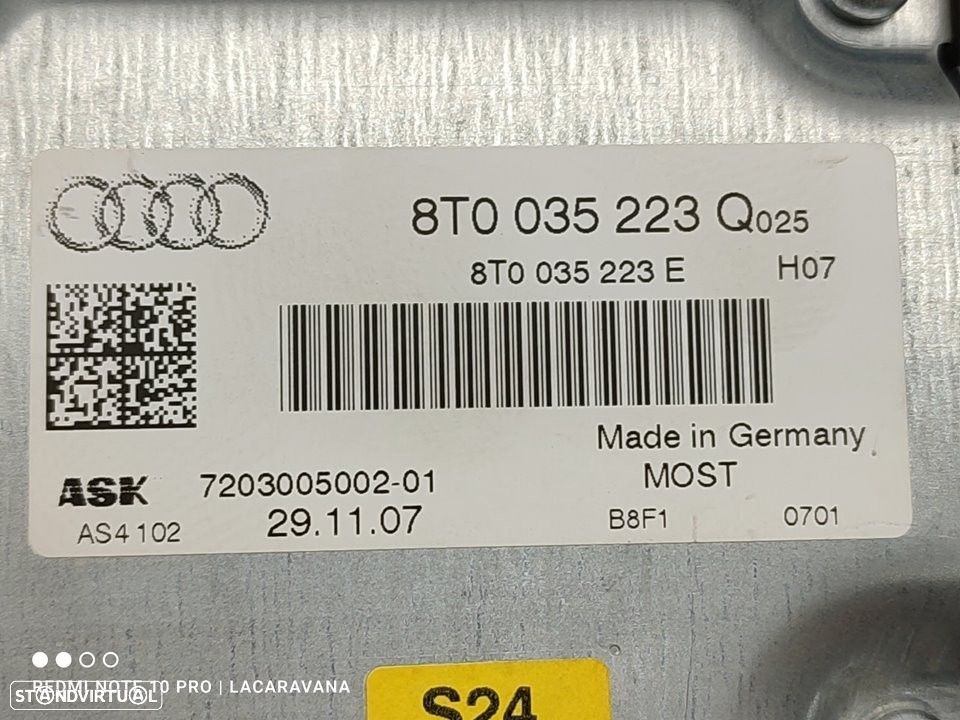 8T0 035 223 Q025
8T0 035 223 E H07
Made in Germany
MOST
ASK 7203005002-01
AS4 102 29.11.07 B8F1 0701
REDMI NOTE 10 PRO | LACARAVANA
STANDVIRTUAL
S24